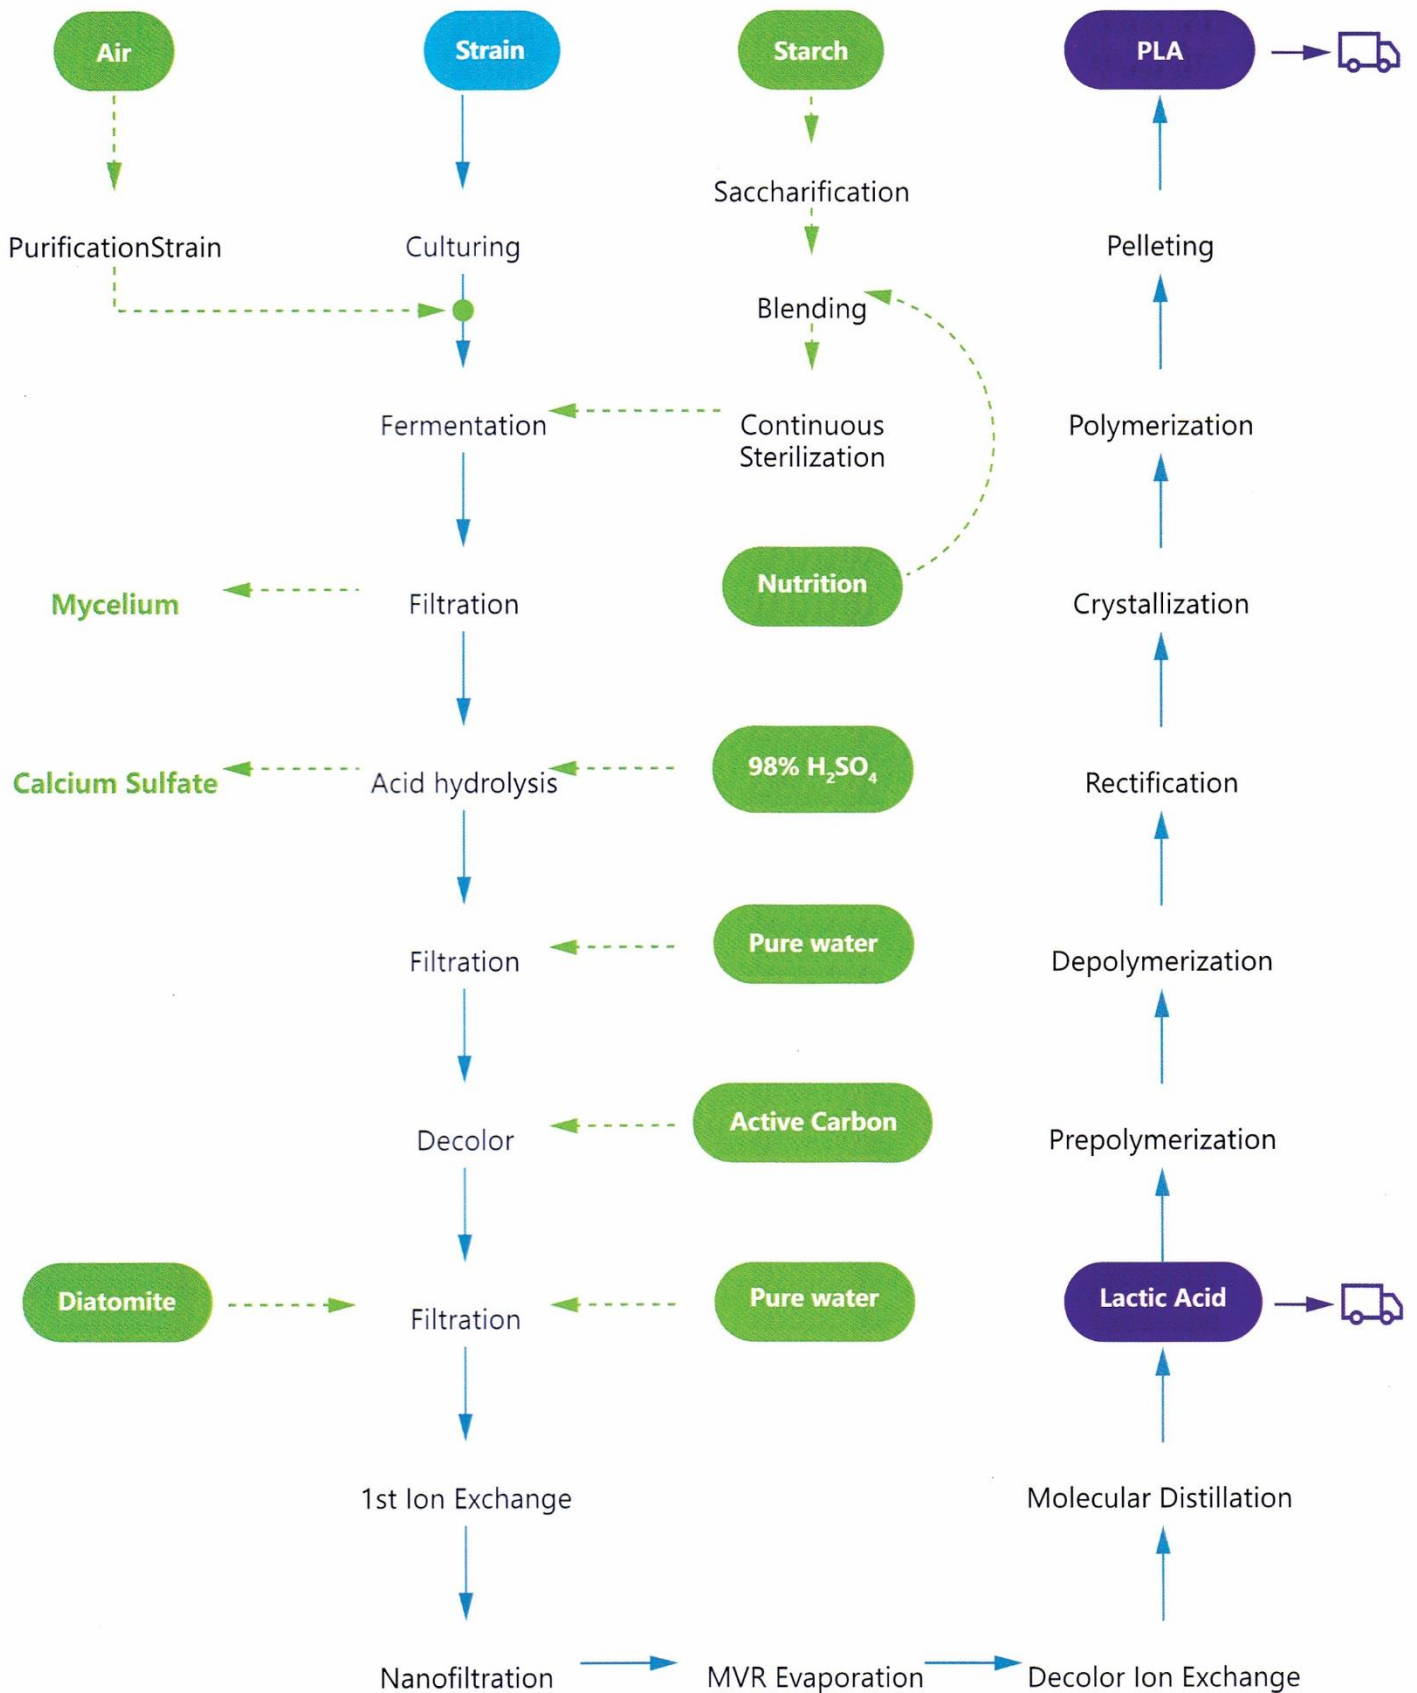 Air
Strain
Starch
PLA
Saccharification
PurificationStrain
Culturing
Pelleting
Blending
Fermentation
Continuous
Sterilization
Polymerization
Nutrition
Mycelium
Filtration
Crystallization
98% H₂SO₄
Calcium Sulfate
Acid hydrolysis
Rectification
Pure water
Filtration
Depolymerization
Active Carbon
Decolor
Prepolymerization
Diatomite
Filtration
Pure water
Lactic Acid
1st Ion Exchange
Molecular Distillation
Nanofiltration
MVR Evaporation
Decolor Ion Exchange